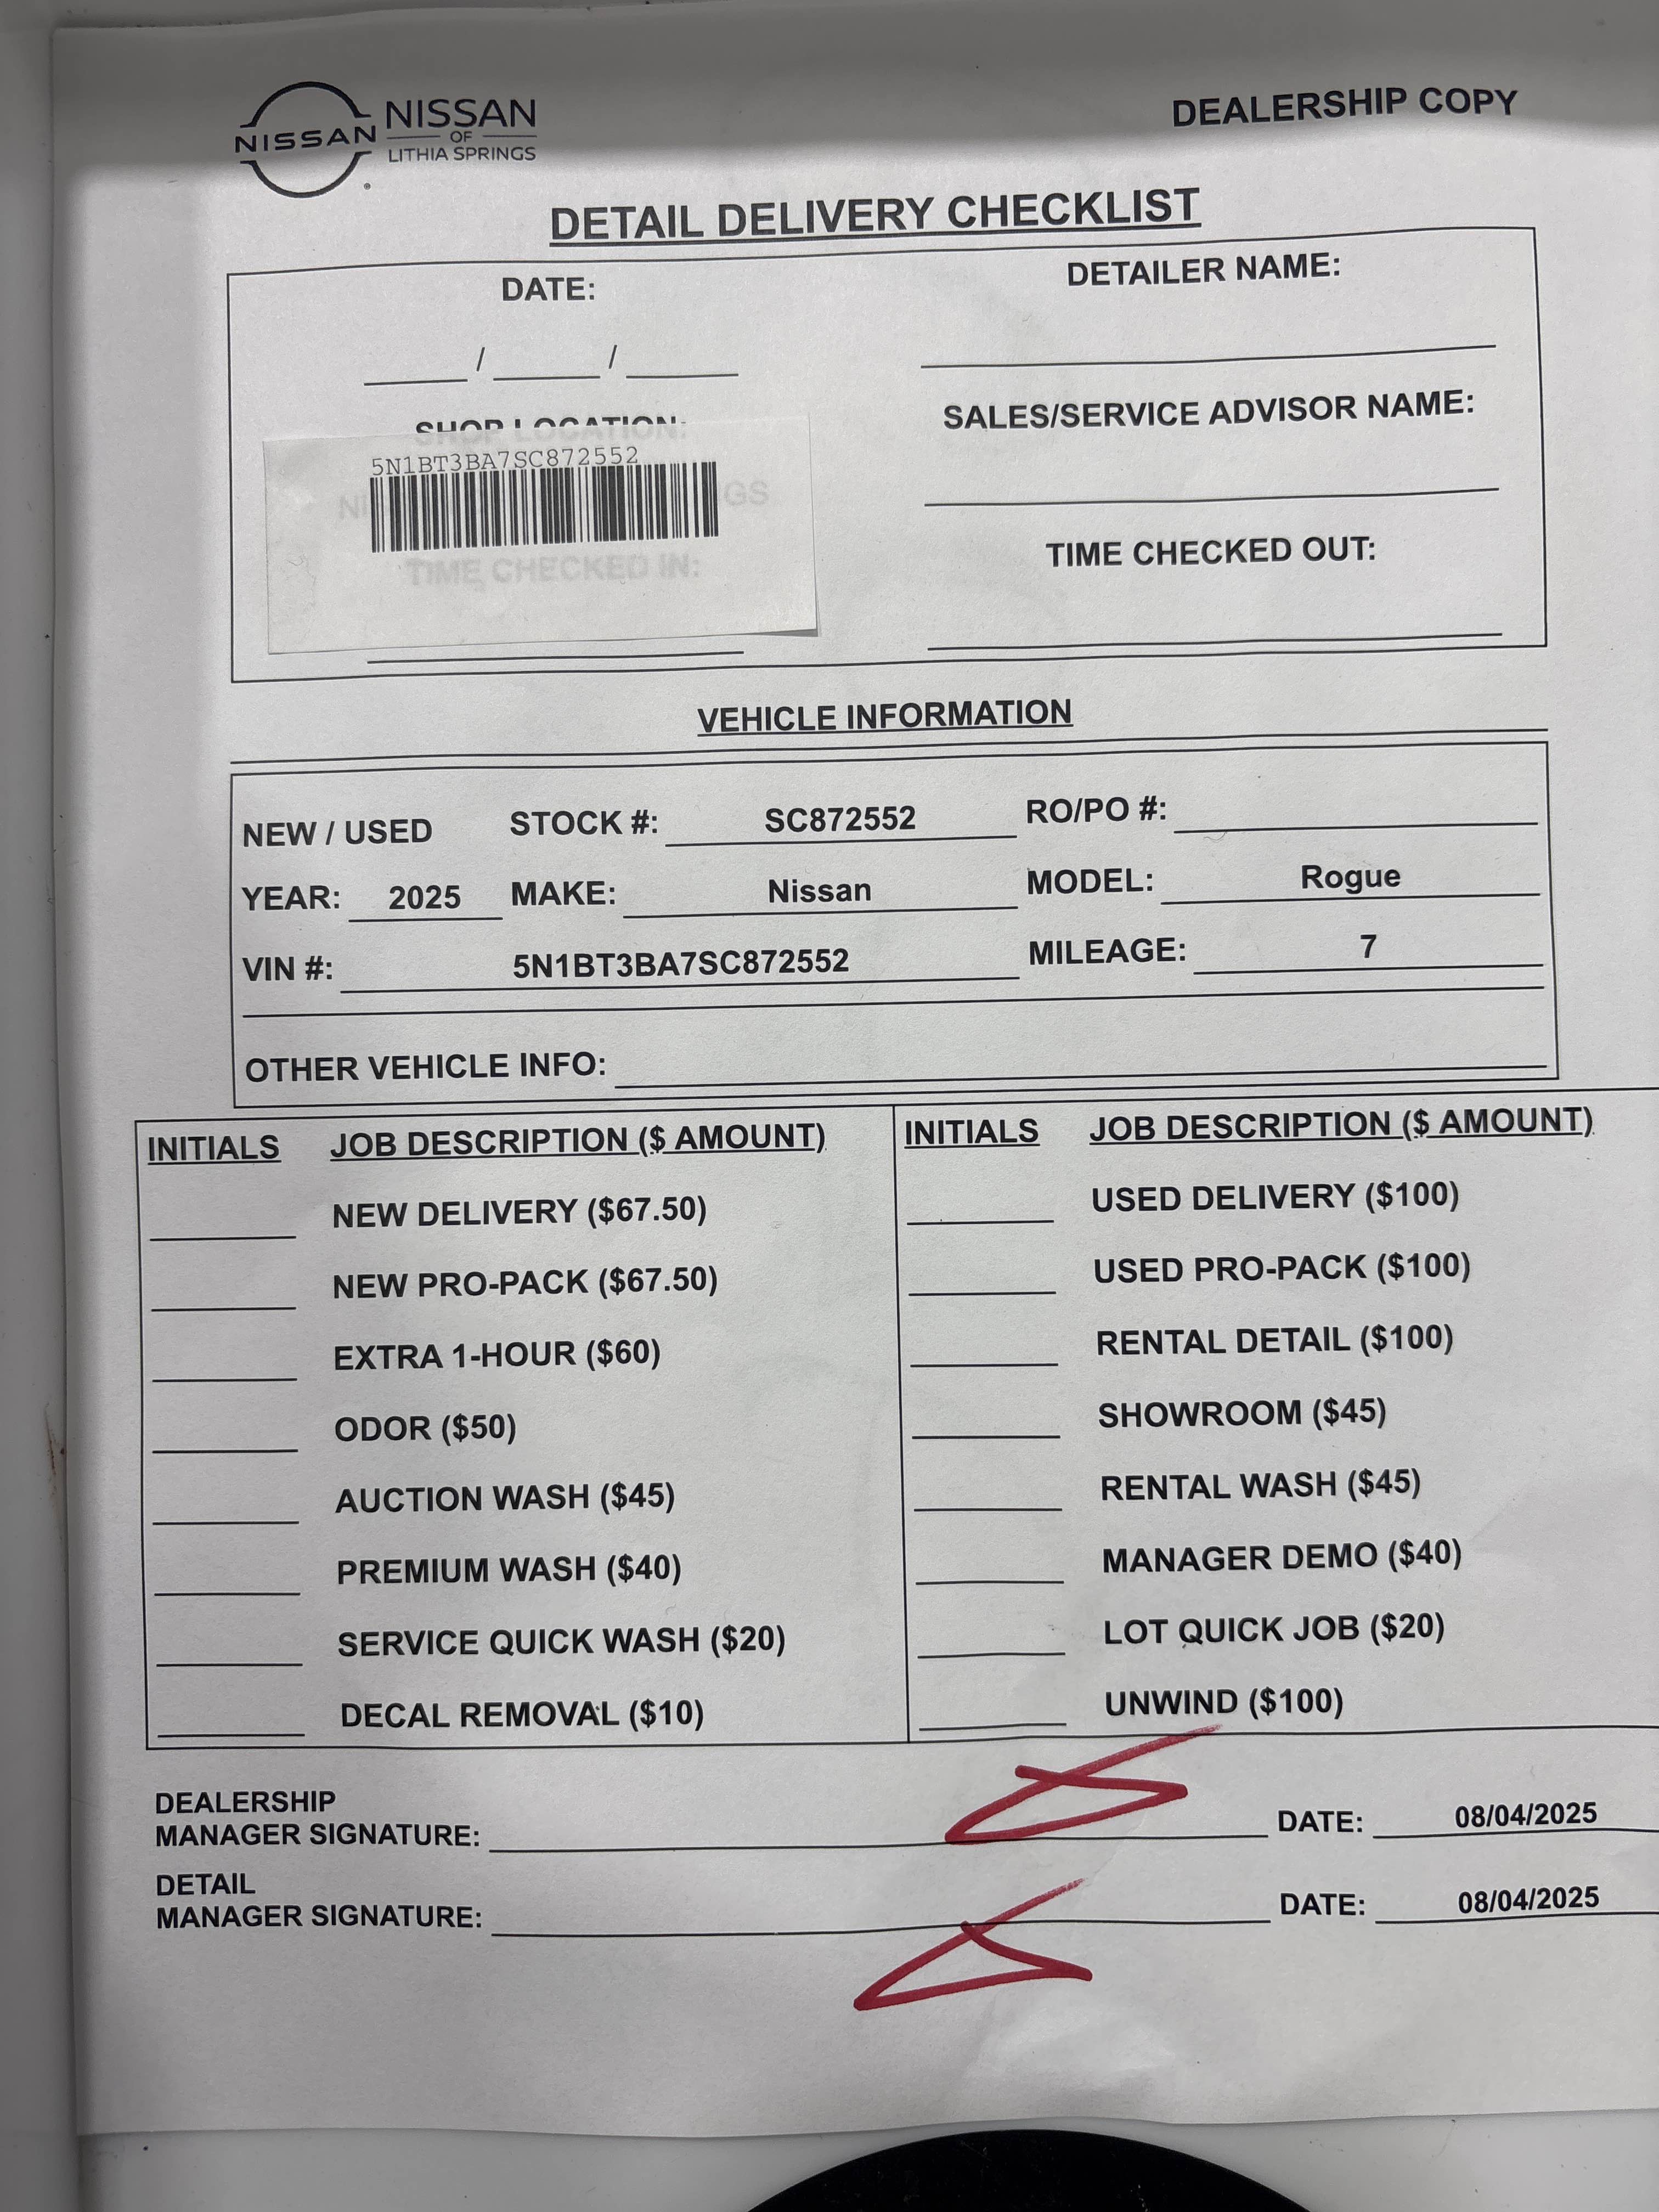 NISSAN
NISSAN
OF
LITHIA SPRINGS
DEALERSHIP COPY
DETAIL DELIVERY CHECKLIST
DATE:
DETAILER NAME:
/ /
SHOP LOCATION:
SALES/SERVICE ADVISOR NAME:
5N1BT3BA7SC872552
TIME CHECKED IN:
TIME CHECKED OUT:
VEHICLE INFORMATION
NEW / USED STOCK #: SC872552 RO/PO #:
YEAR: 2025 MAKE: Nissan MODEL: Rogue
VIN #: 5N1BT3BA7SC872552 MILEAGE: 7
OTHER VEHICLE INFO:
INITIALS JOB DESCRIPTION ($ AMOUNT) INITIALS JOB DESCRIPTION ($ AMOUNT)
NEW DELIVERY ($67.50) USED DELIVERY ($100)
NEW PRO-PACK ($67.50) USED PRO-PACK ($100)
EXTRA 1-HOUR ($60) RENTAL DETAIL ($100)
ODOR ($50) SHOWROOM ($45)
AUCTION WASH ($45) RENTAL WASH ($45)
PREMIUM WASH ($40) MANAGER DEMO ($40)
SERVICE QUICK WASH ($20) LOT QUICK JOB ($20)
DECAL REMOVAL ($10) UNWIND ($100)
DEALERSHIP
MANAGER SIGNATURE: DATE: 08/04/2025
DETAIL
MANAGER SIGNATURE: DATE: 08/04/2025